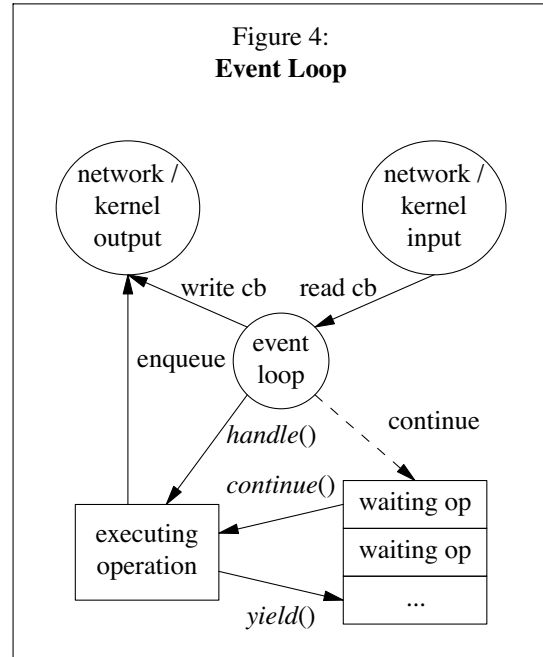 Figure 4:
Event Loop
network /
kernel
output
network /
kernel
input
write cb
read cb
event
loop
enqueue
handle()
continue
continue()
executing
operation
waiting op
waiting op
...
yield()